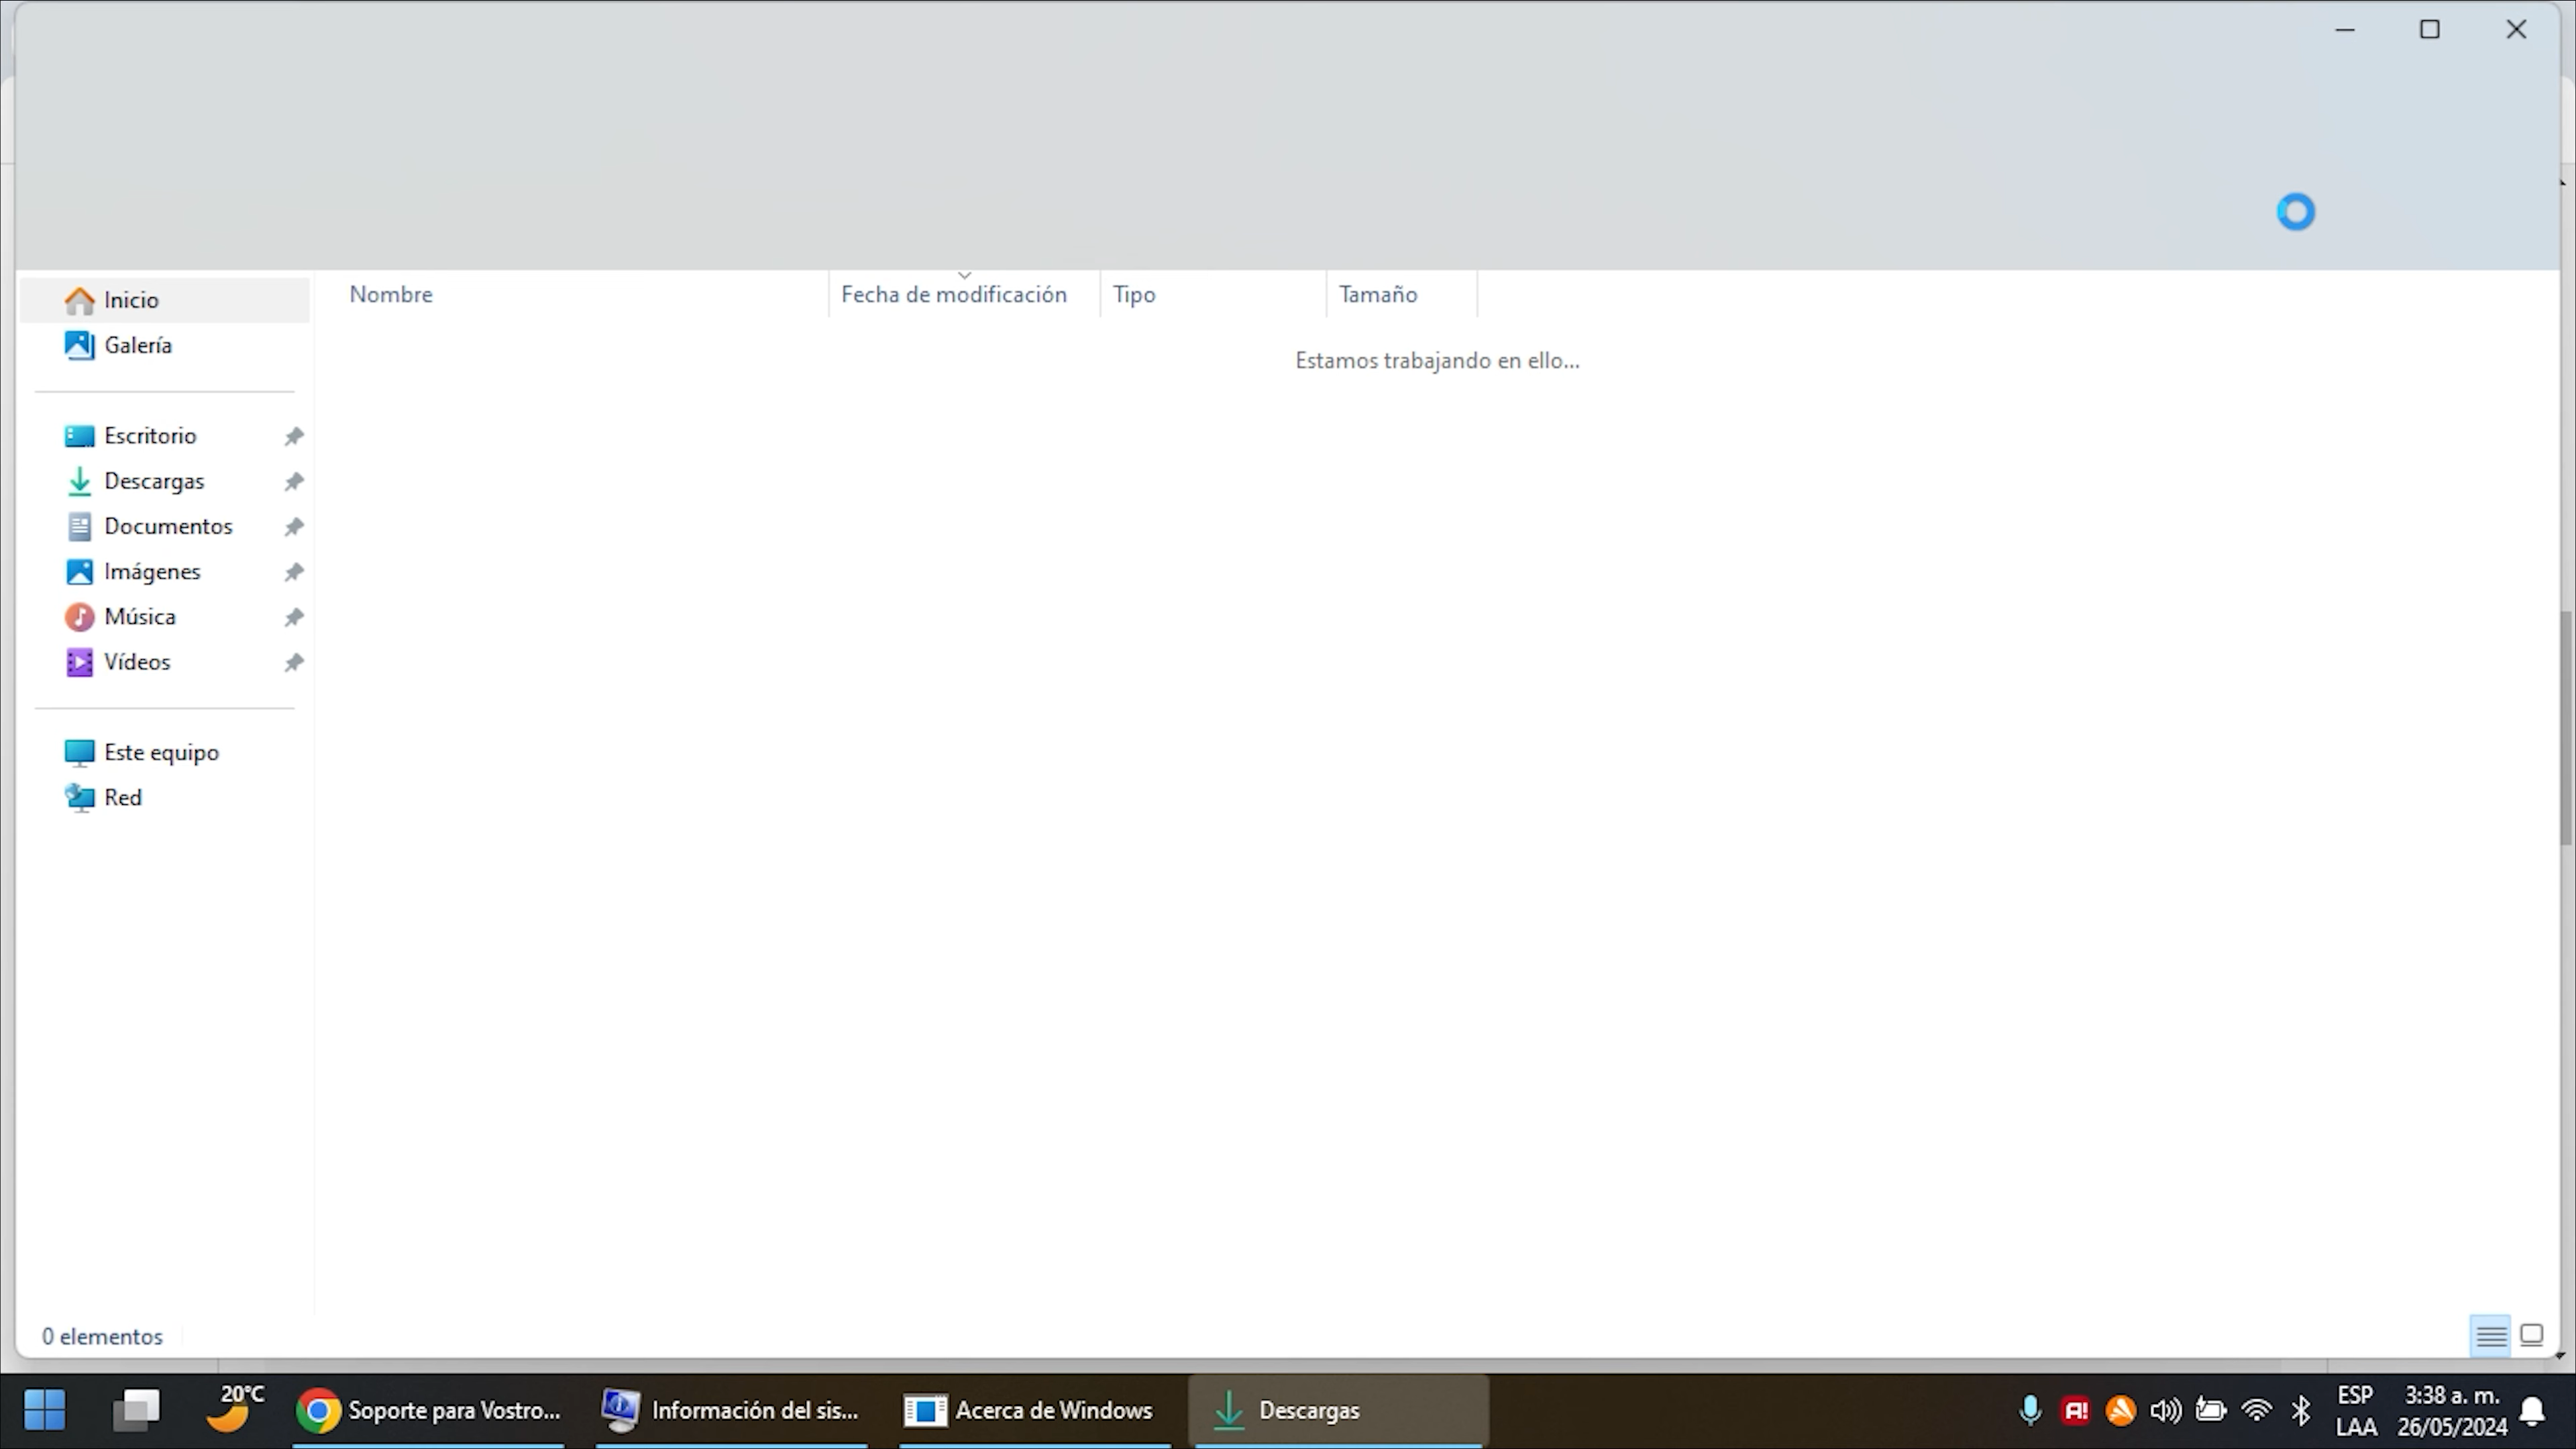 Inicio
Galería
Escritorio
Descargas
Documentos
Imágenes
Música
Vídeos
Este equipo
Red
Nombre
Fecha de modificación
Tipo
Tamaño
Estamos trabajando en ello...
0 elementos
20°C
Soporte para Vostro...
Información del sis...
Acerca de Windows
Descargas
A!
ESP
LAA
3:38 a. m.
26/05/2024